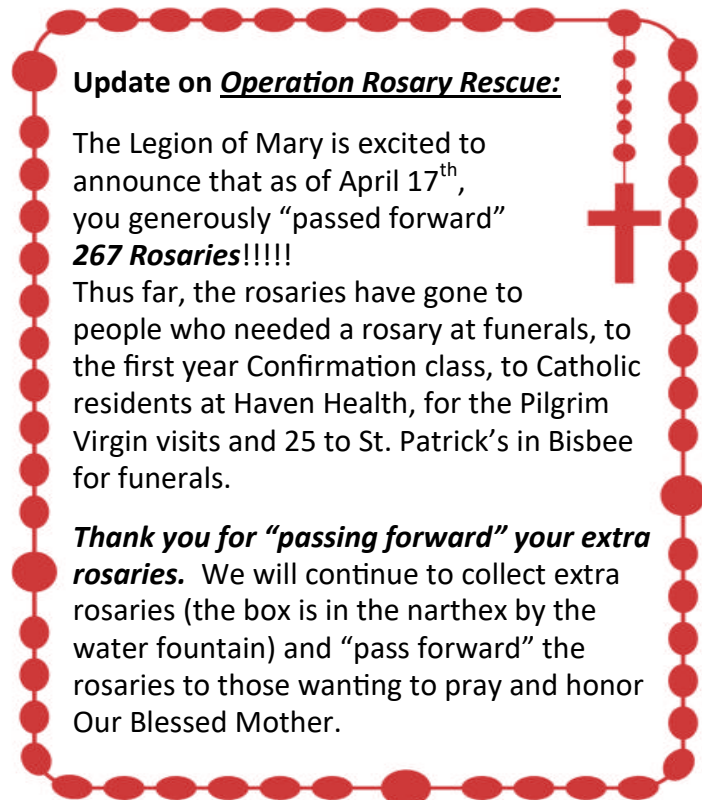 Update on Operation Rosary Rescue:
The Legion of Mary is excited to
announce that as of April 17th,
you generously “passed forward”
267 Rosaries!!!!!
Thus far, the rosaries have gone to
people who needed a rosary at funerals, to
the first year Confirmation class, to Catholic
residents at Haven Health, for the Pilgrim
Virgin visits and 25 to St. Patrick’s in Bisbee
for funerals.
Thank you for “passing forward” your extra
rosaries.  We will continue to collect extra
rosaries (the box is in the narthex by the
water fountain) and “pass forward” the
rosaries to those wanting to pray and honor
Our Blessed Mother.